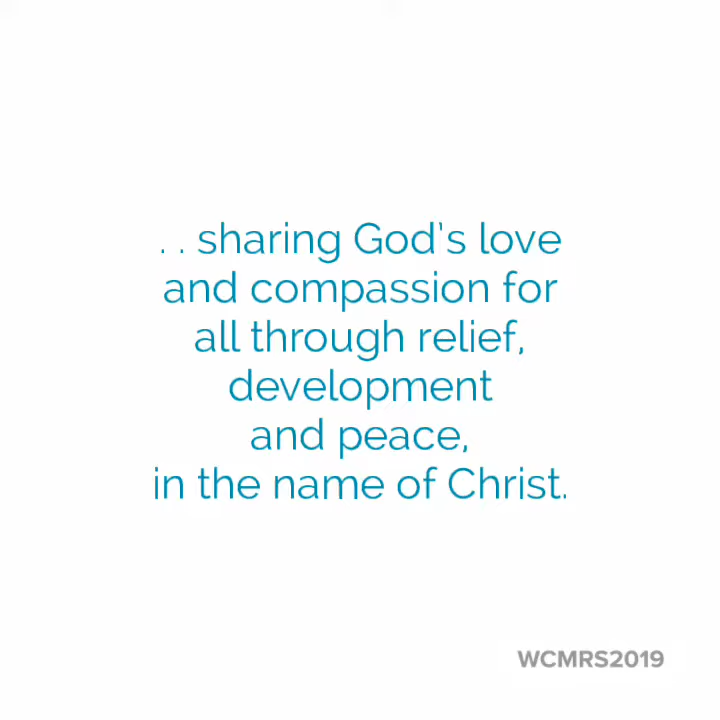 . . sharing God's love
and compassion for
all through relief,
development
and peace,
in the name of Christ.
WCMRS2019